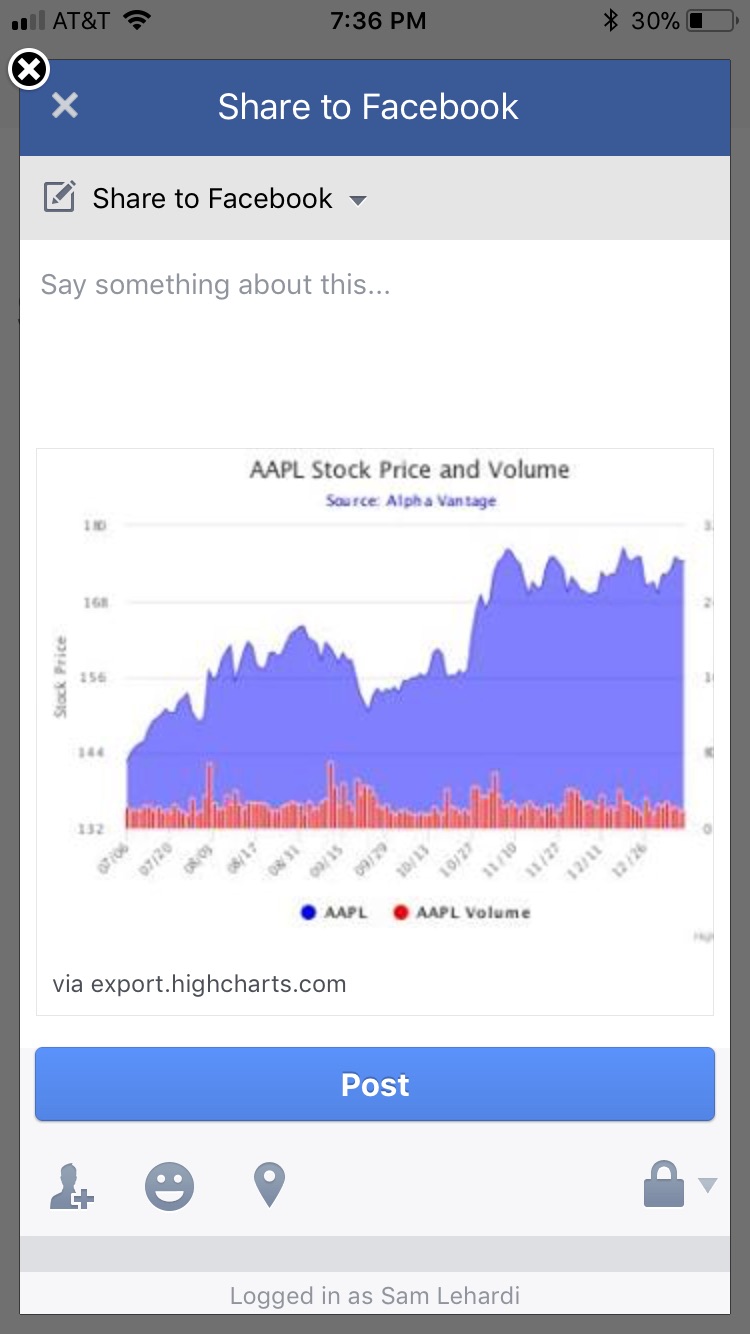 AT&T 7:36 PM 30%
Share to Facebook
Share to Facebook
Say something about this...
AAPL Stock Price and Volume
Source: Alpha Vantage
180
168
156
144
132
0
Stock Price
07/06 07/20 08/03 08/17 08/31 09/15 09/29 10/13 10/27 11/10 11/27 12/11 12/26
AAPL AAPL Volume
via export.highcharts.com
Post
Logged in as Sam Lehardi